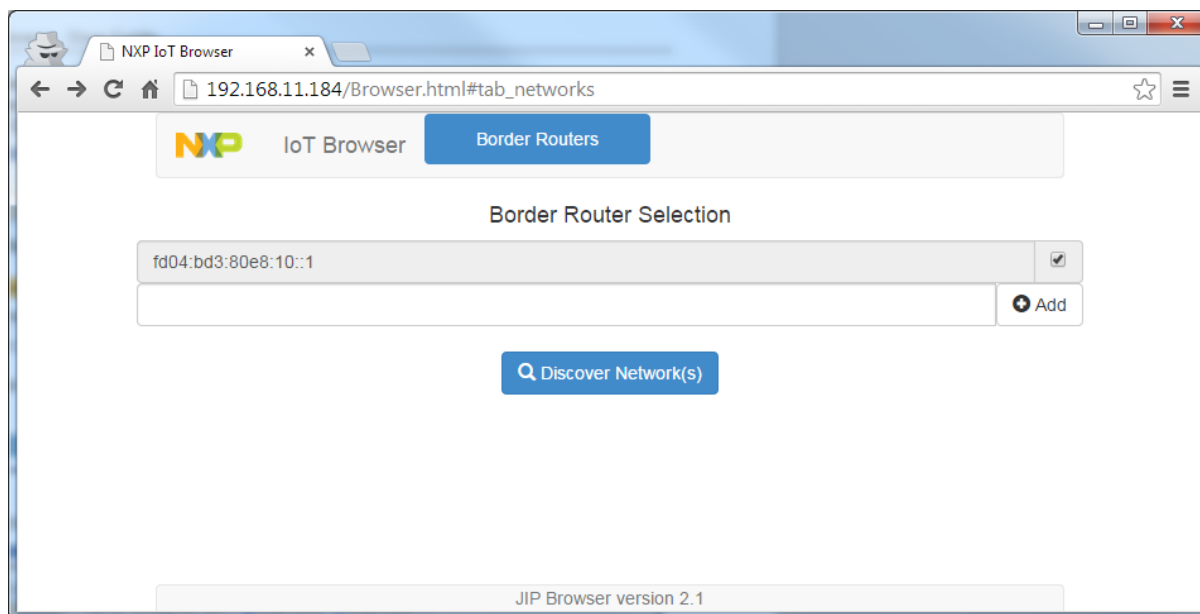 NXP IoT Browser
192.168.11.184/Browser.html#tab_networks
NXP IoT Browser Border Routers
Border Router Selection
fd04:bd3:80e8:10::1
Add
Discover Network(s)
JIP Browser version 2.1